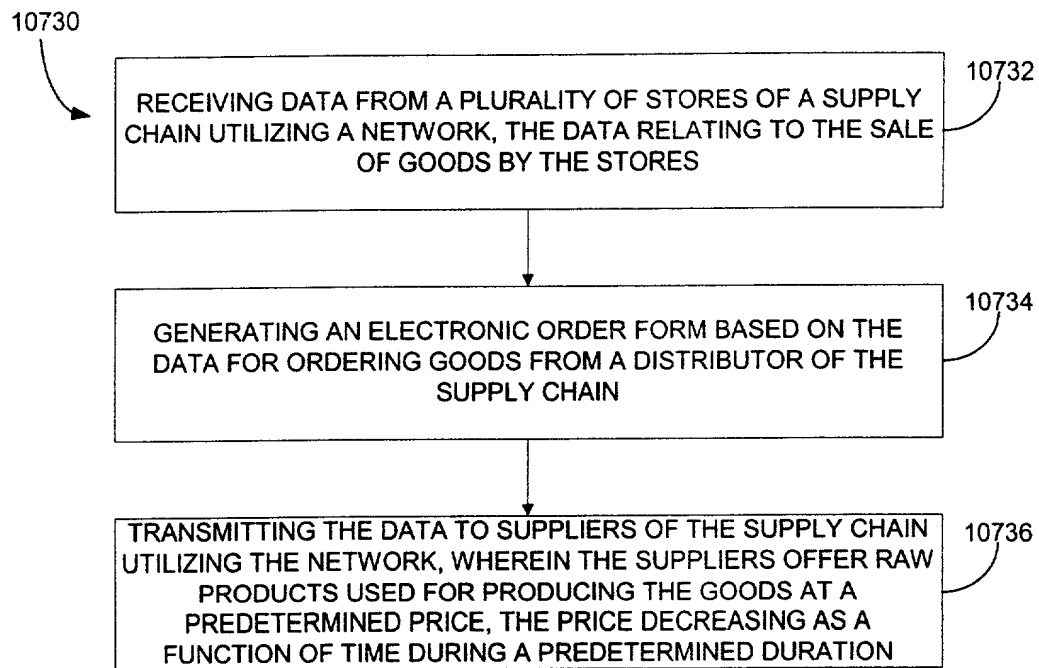 10730
10732
RECEIVING DATA FROM A PLURALITY OF STORES OF A SUPPLY
CHAIN UTILIZING A NETWORK, THE DATA RELATING TO THE SALE
OF GOODS BY THE STORES
10734
GENERATING AN ELECTRONIC ORDER FORM BASED ON THE
DATA FOR ORDERING GOODS FROM A DISTRIBUTOR OF THE
SUPPLY CHAIN
10736
TRANSMITTING THE DATA TO SUPPLIERS OF THE SUPPLY CHAIN
UTILIZING THE NETWORK, WHEREIN THE SUPPLIERS OFFER RAW
PRODUCTS USED FOR PRODUCING THE GOODS AT A
PREDETERMINED PRICE, THE PRICE DECREASING AS A
FUNCTION OF TIME DURING A PREDETERMINED DURATION